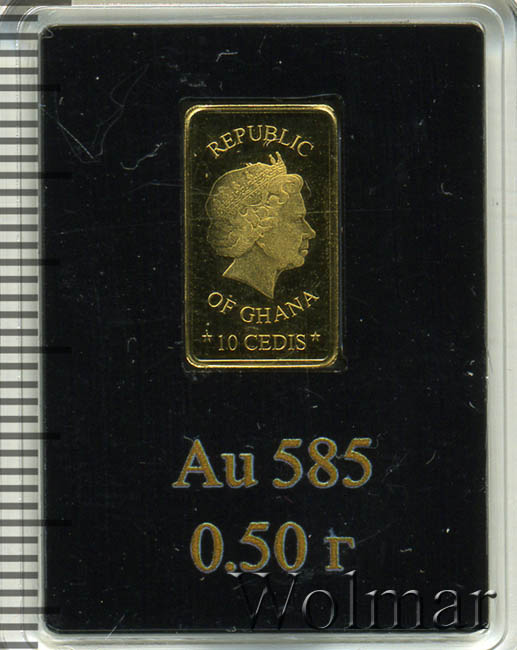 REPUBLIC
OF GHANA
* 10 CEDIS *
Au 585
0.50 г
Wolmar